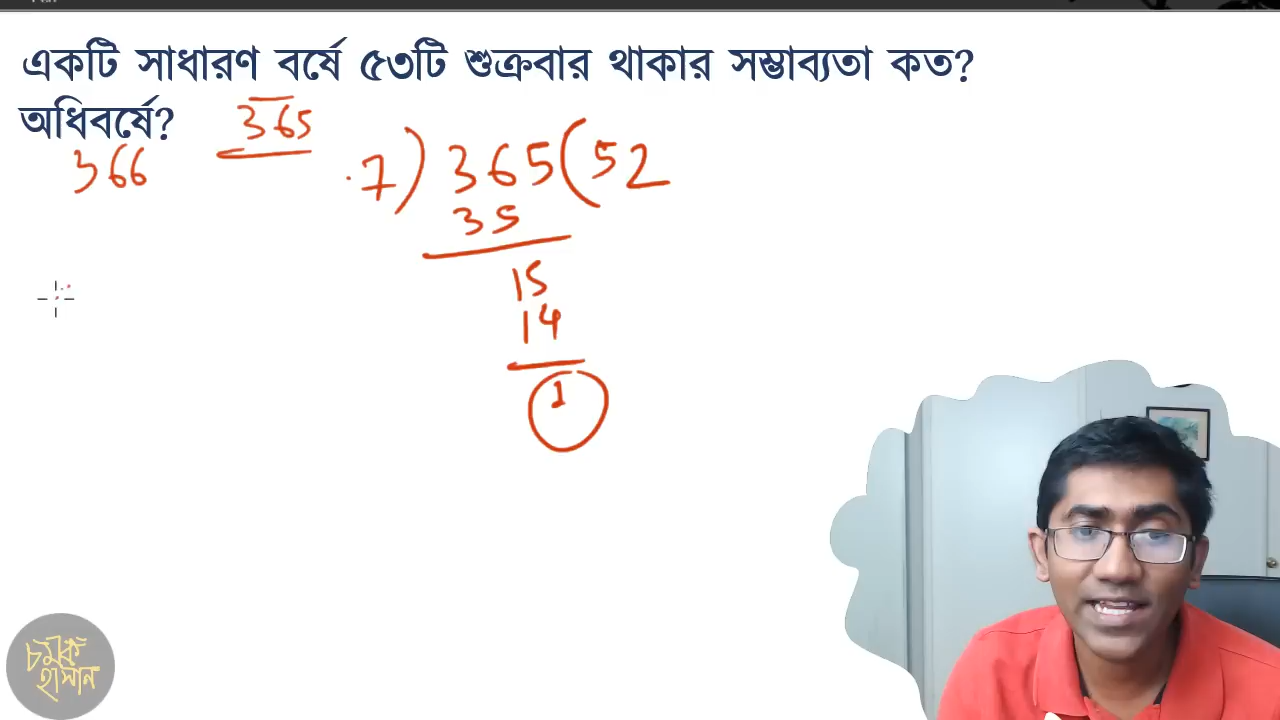 একটি সাধারণ বর্ষে ৫৩টি শুক্রবার থাকার সম্ভাব্যতা কত?
অধিবর্ষে?
365
366
7) 365 (52
35
15
14
1
চমক
হাসান